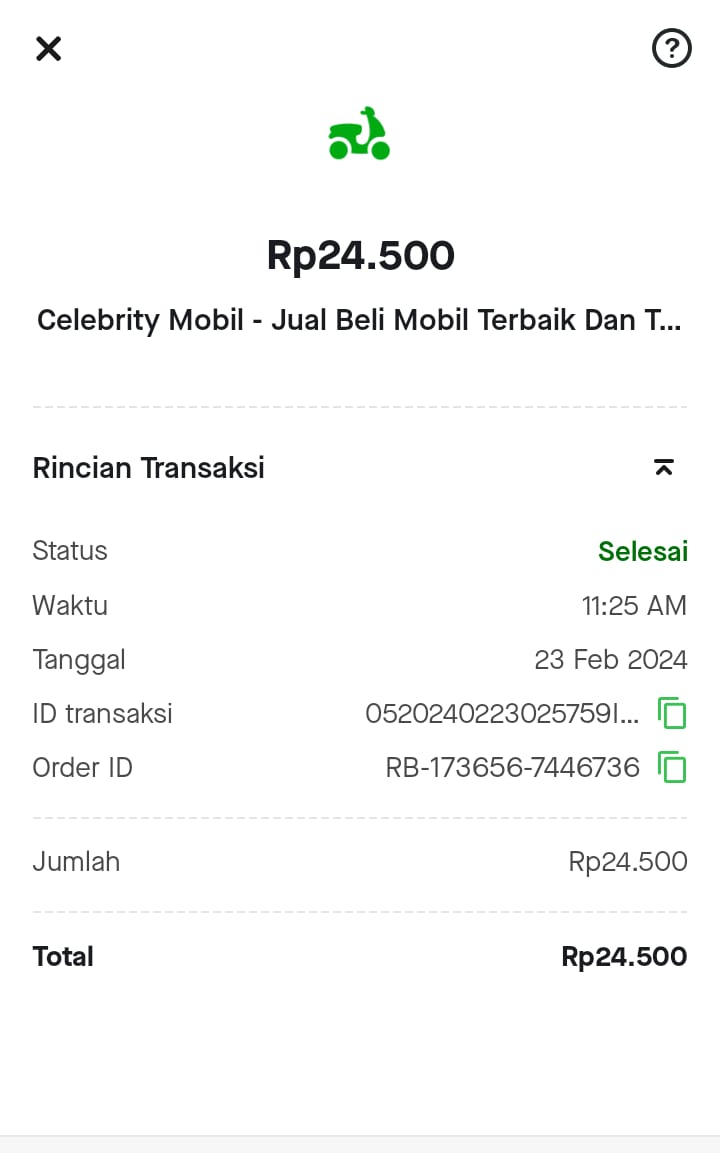 Rp24.500
Celebrity Mobil - Jual Beli Mobil Terbaik Dan T...
Rincian Transaksi
Status Selesai
Waktu 11:25 AM
Tanggal 23 Feb 2024
ID transaksi 0520240223025759I...
Order ID RB-173656-7446736
Jumlah Rp24.500
Total Rp24.500